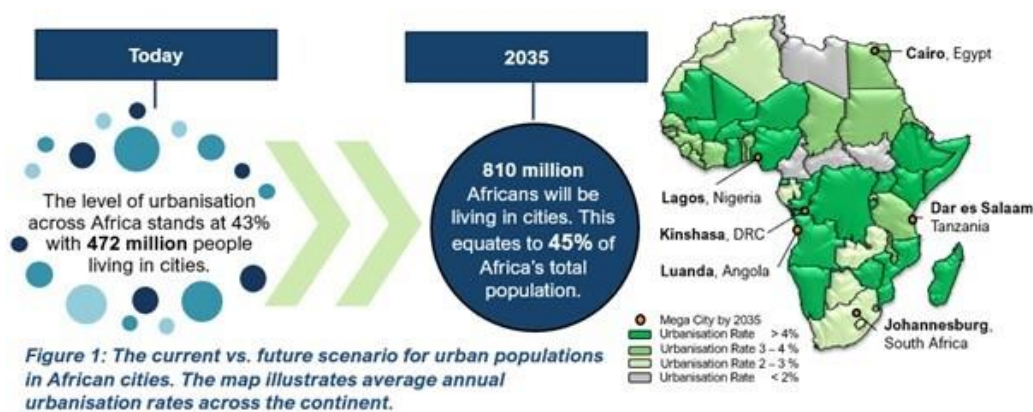 Today
The level of urbanisation
across Africa stands at 43%
with 472 million people
living in cities.
2035
810 million
Africans will be
living in cities. This
equates to 45% of
Africa's total
population.
Cairo, Egypt
Lagos, Nigeria
Dar es Salaam
Tanzania
Kinshasa, DRC
Luanda, Angola
Johannesburg,
South Africa
Mega City by 2035
Urbanisation Rate > 4%
Urbanisation Rate 3 – 4 %
Urbanisation Rate 2 – 3 %
Urbanisation Rate < 2%
Figure 1: The current vs. future scenario for urban populations
in African cities. The map illustrates average annual
urbanisation rates across the continent.